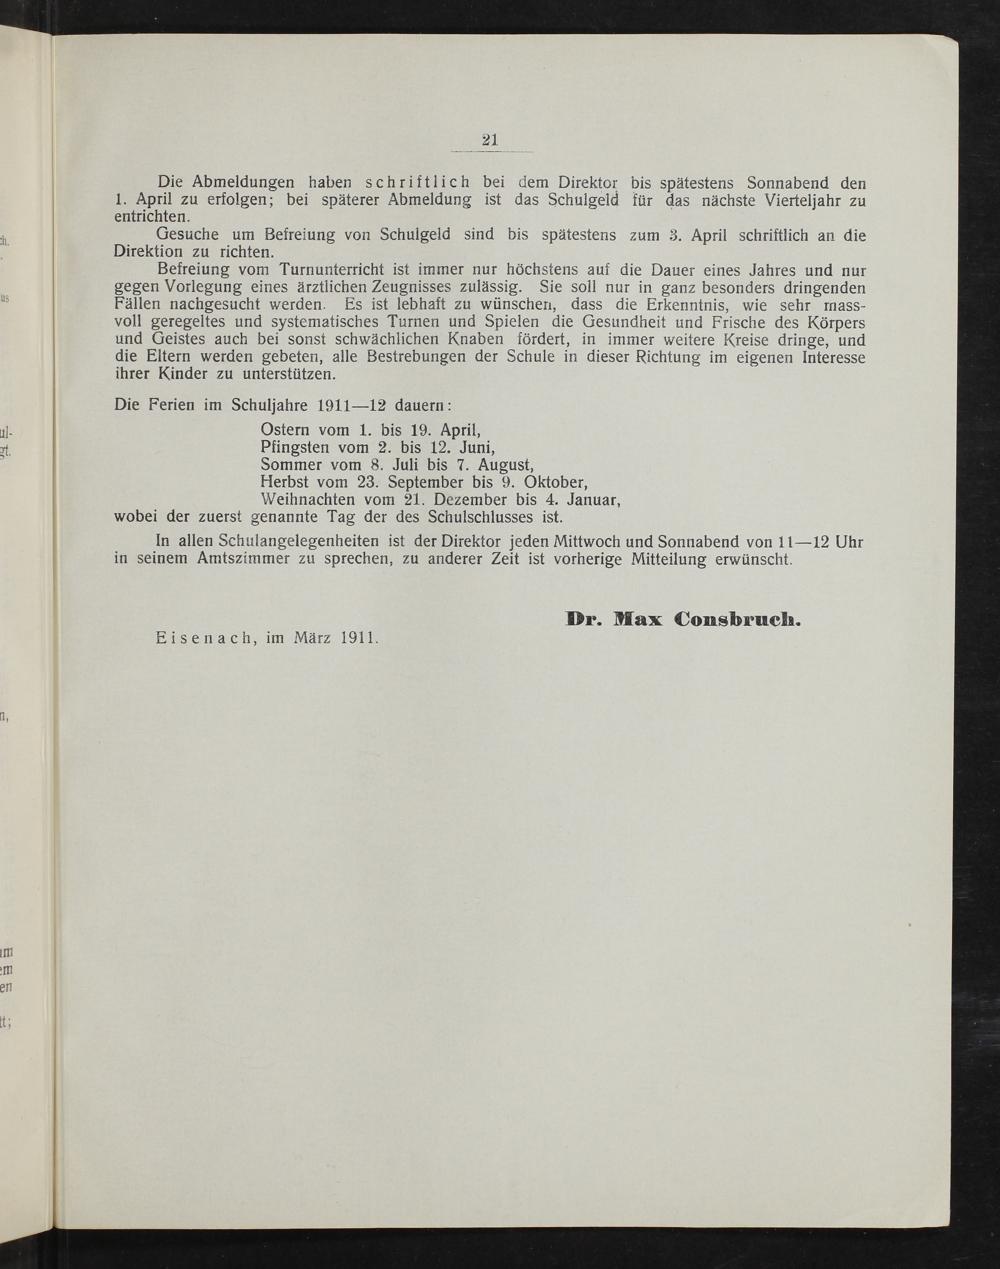 21
Die Abmeldungen haben schriftlich bei dem Direktor bis spätestens Sonnabend den
1. April zu erfolgen; bei späterer Abmeldung ist das Schulgeld für das nächste Vierteljahr zu
entrichten.
Gesuche um Befreiung von Schulgeld sind bis spätestens zum 3. April schriftlich an die
Direktion zu richten.
Befreiung vom Turnunterricht ist immer nur höchstens auf die Dauer eines Jahres und nur
gegen Vorlegung eines ärztlichen Zeugnisses zulässig. Sie soll nur in ganz besonders dringenden
Fällen nachgesucht werden. Es ist lebhaft zu wünschen, dass die Erkenntnis, wie sehr mass-
voll geregeltes und systematisches Turnen und Spielen die Gesundheit und Frische des Körpers
und Geistes auch bei sonst schwächlichen Knaben fördert, in immer weitere Kreise dringe, und
die Eltern werden gebeten, alle Bestrebungen der Schule in dieser Richtung im eigenen Interesse
ihrer Kinder zu unterstützen.
Die Ferien im Schuljahre 1911—12 dauern:
Ostern vom 1. bis 19. April,
Pfingsten vom 2. bis 12. Juni,
Sommer vom 8. Juli bis 7. August,
Herbst vom 23. September bis 9. Oktober,
Weihnachten vom 21. Dezember bis 4. Januar,
wobei der zuerst genannte Tag der des Schulschlusses ist.
In allen Schulangelegenheiten ist der Direktor jeden Mittwoch und Sonnabend von 11—12 Uhr
in seinem Amtszimmer zu sprechen, zu anderer Zeit ist vorherige Mitteilung erwünscht.
Dr. Max Consbruch.
Eisenach, im März 1911.